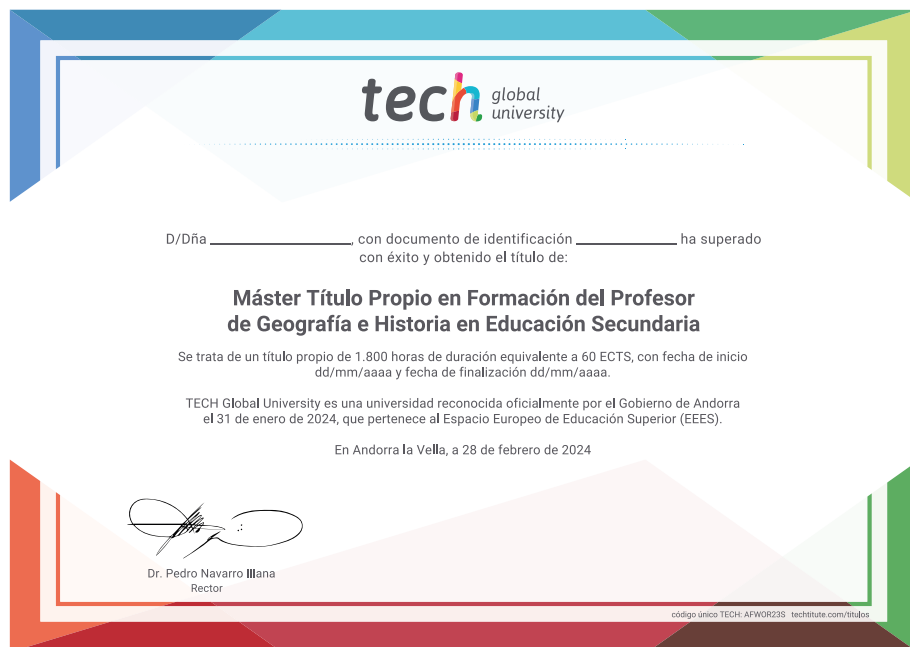 tech global
university
D/Dña ______________, con documento de identificación __________ ha superado
con éxito y obtenido el título de:
Máster Título Propio en Formación del Profesor
de Geografía e Historia en Educación Secundaria
Se trata de un título propio de 1.800 horas de duración equivalente a 60 ECTS, con fecha de inicio
dd/mm/aaaa y fecha de finalización dd/mm/aaaa.
TECH Global University es una universidad reconocida oficialmente por el Gobierno de Andorra
el 31 de enero de 2024, que pertenece al Espacio Europeo de Educación Superior (EEES).
En Andorra la Vella, a 28 de febrero de 2024
Dr. Pedro Navarro Illana
Rector
código único TECH: AFWOR23S techtitute.com/titulos